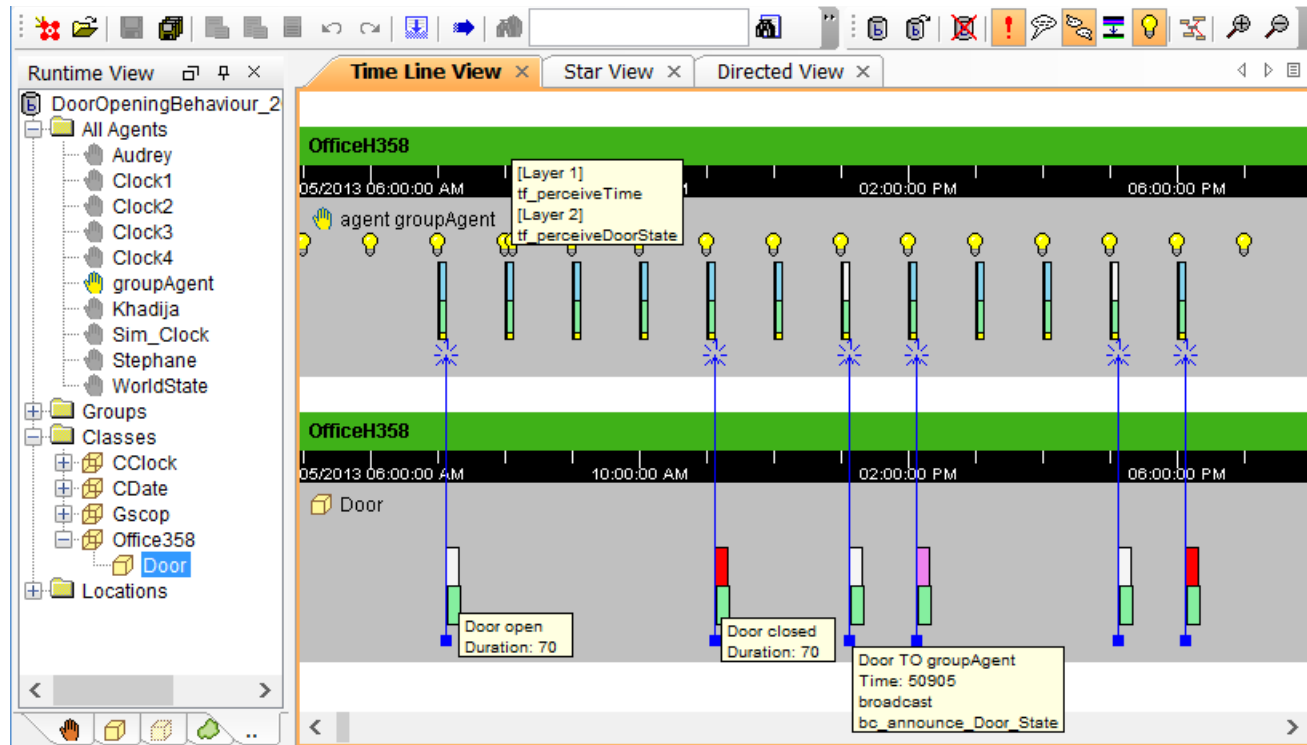 Runtime View
Time Line View
Star View
Directed View
DoorOpeningBehaviour_2
All Agents
Audrey
Clock1
Clock2
Clock3
Clock4
groupAgent
Khadija
Sim_Clock
Stephane
WorldState
Groups
Classes
CClock
CDate
Gscop
Office358
Door
Locations
OfficeH358
05/2013 06:00:00 AM
02:00:00 PM
06:00:00 PM
agent groupAgent
[Layer 1]
tf_perceiveTime
[Layer 2]
tf_perceiveDoorState
OfficeH358
05/2013 06:00:00 AM
10:00:00 AM
02:00:00 PM
06:00:00 PM
Door
Door open
Duration: 70
Door closed
Duration: 70
Door TO groupAgent
Time: 50905
broadcast
bc_announce_Door_State
..